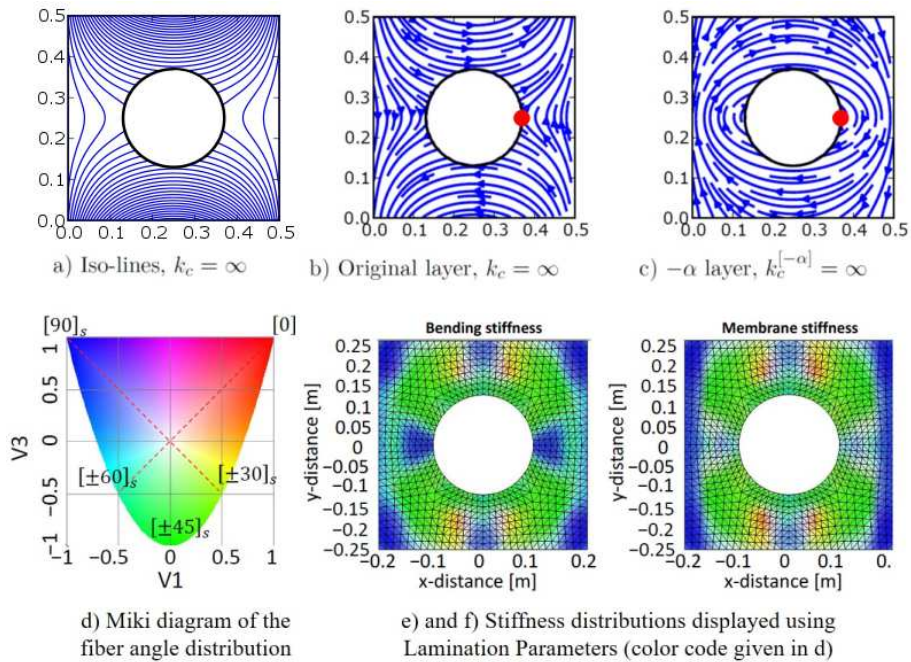 0.5 0.4 0.3 0.2 0.1 0.0
0.0 0.1 0.2 0.3 0.4 0.5
a) Iso-lines, k_c = ∞
0.5 0.4 0.3 0.2 0.1 0.0
0.0 0.1 0.2 0.3 0.4 0.5
b) Original layer, k_c = ∞
0.5 0.4 0.3 0.2 0.1 0.0
0.0 0.1 0.2 0.3 0.4 0.5
c) −α layer, k_c^[−α] = ∞
[90]s [0]
1 0.5 0 −0.5 −1
V3
[±60]s [±30]s
[±45]s
−1 −0.5 0 0.5 1
V1
d) Miki diagram of the
fiber angle distribution
Bending stiffness
0.25 0.2 0.15 0.1 0.05 0 −0.05 −0.1 −0.15 −0.2 −0.25
y-distance [m]
−0.2 −0.1 0 0.1 0.2
x-distance [m]
Membrane stiffness
0.25 0.2 0.15 0.1 0.05 0 −0.05 −0.1 −0.15 −0.2 −0.25
y-distance [m]
−0.2 −0.1 0 0.1 0.
x-distance [m]
e) and f) Stiffness distributions displayed using
Lamination Parameters (color code given in d)